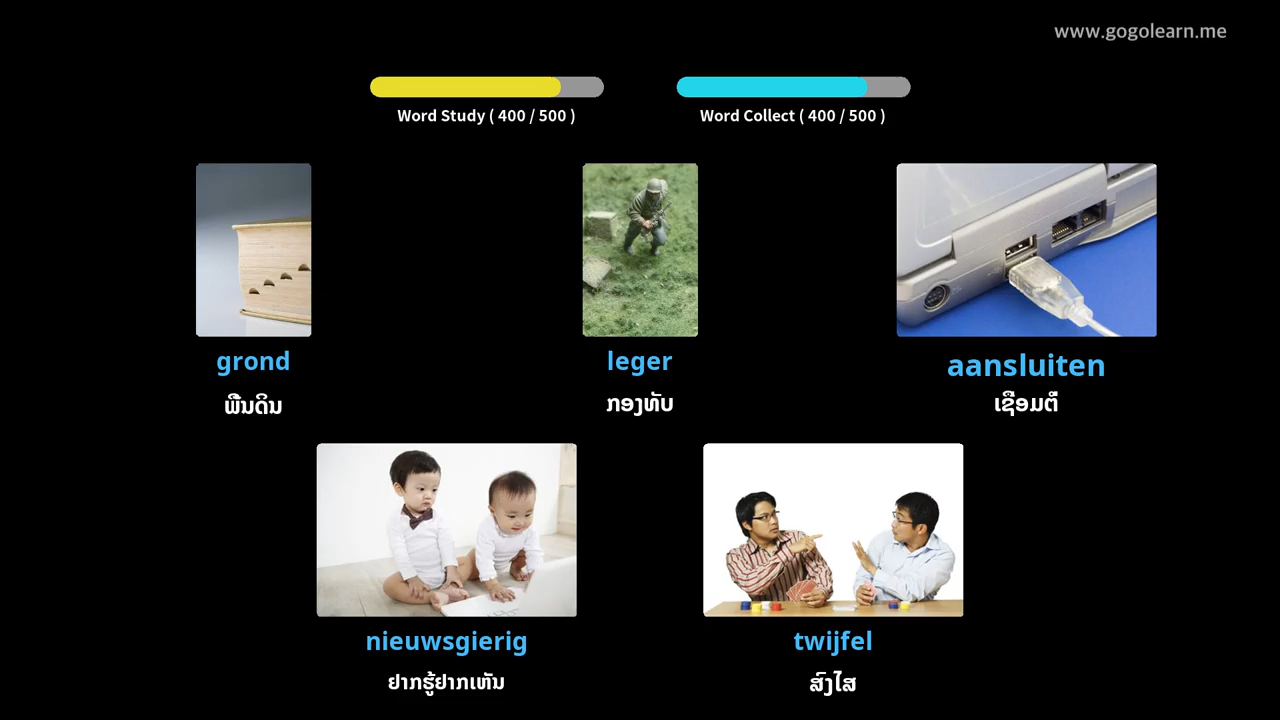 www.gogolearn.me
Word Study ( 400 / 500 )
Word Collect ( 400 / 500 )
grond
ພື້ນດິນ
leger
ກອງທັບ
aansluiten
ເຊື່ອມຕໍ່
nieuwsgierig
ຢາກຮູ້ຢາກເຫັນ
twijfel
ສົງໄສ